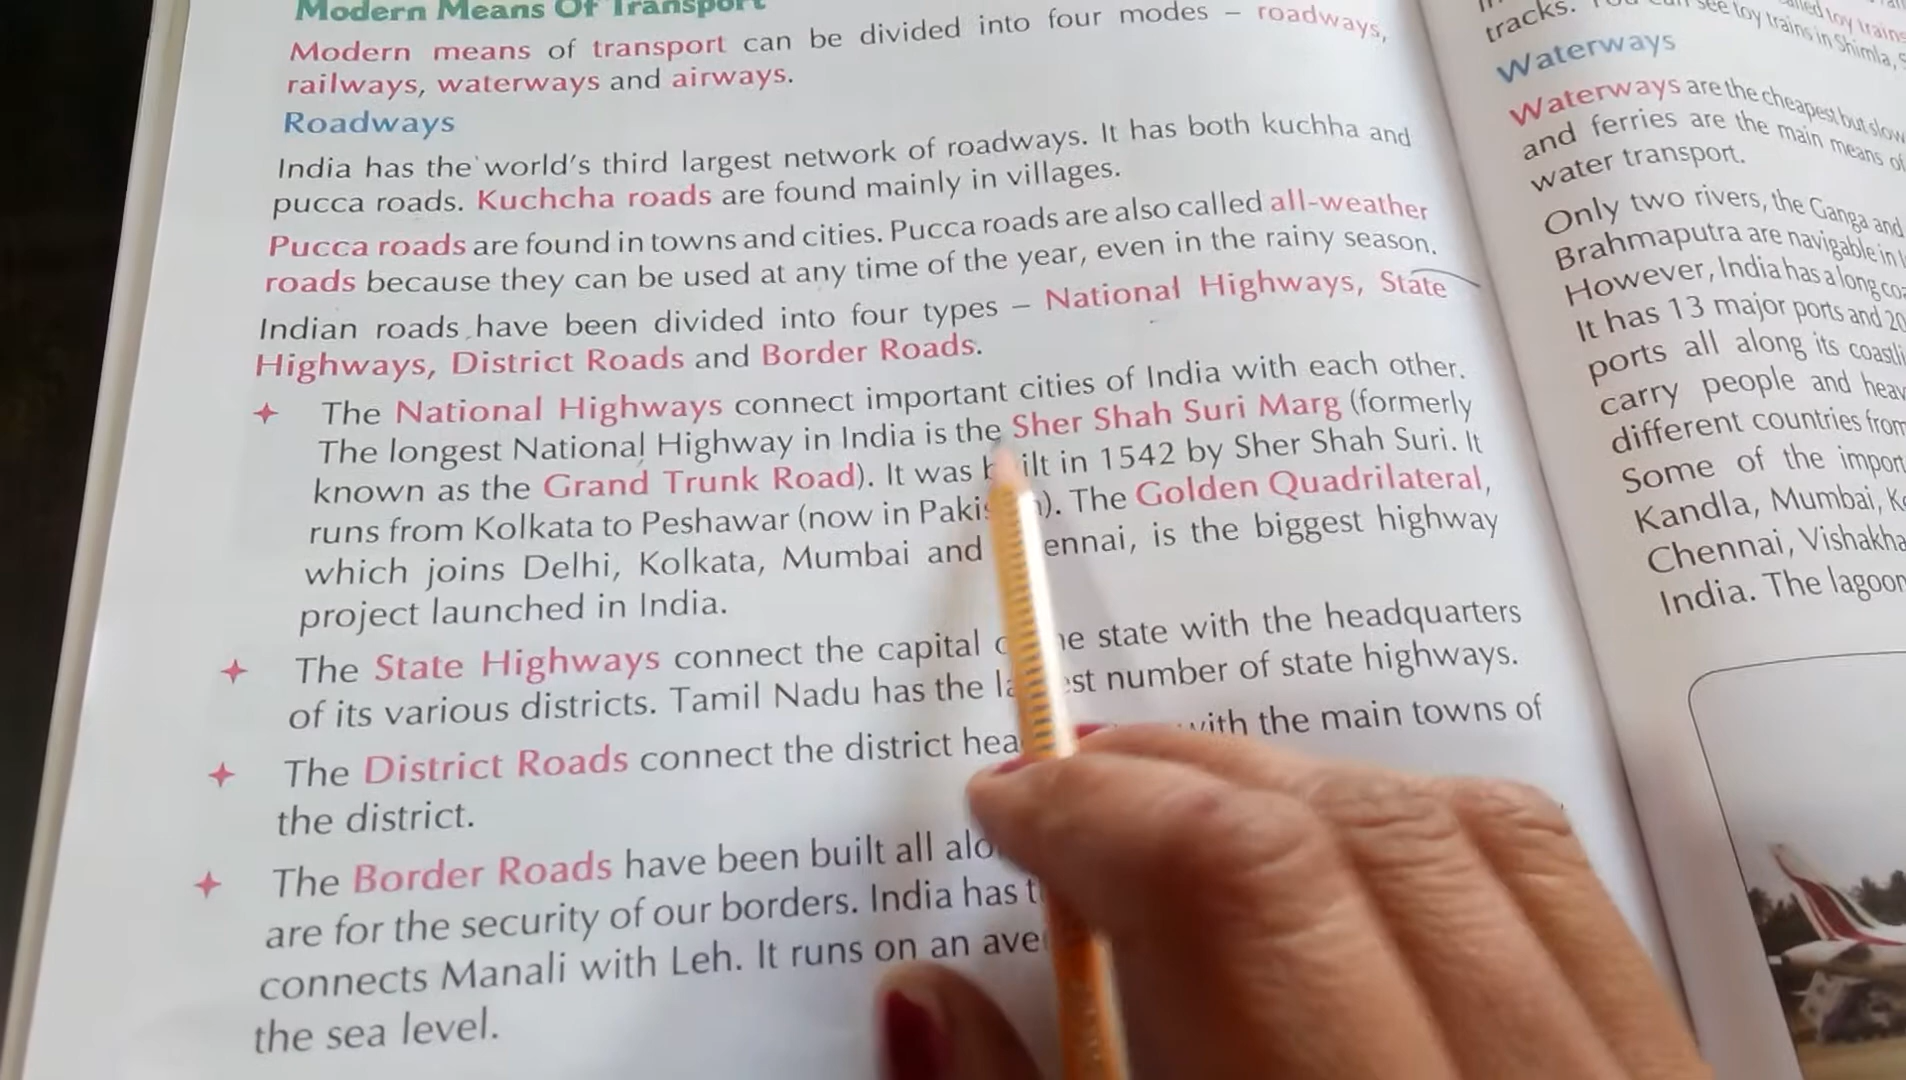 Modern Means Of Transport
Modern means of transport can be divided into four modes – roadways,
railways, waterways and airways.
Roadways
India has the world's third largest network of roadways. It has both kuchha and
pucca roads. Kuchcha roads are found mainly in villages.
Pucca roads are found in towns and cities. Pucca roads are also called all-weather
roads because they can be used at any time of the year, even in the rainy season.
Indian roads have been divided into four types – National Highways, State
Highways, District Roads and Border Roads.
The National Highways connect important cities of India with each other.
The longest National Highway in India is the Sher Shah Suri Marg (formerly
known as the Grand Trunk Road). It was built in 1542 by Sher Shah Suri. It
runs from Kolkata to Peshawar (now in Pakistan). The Golden Quadrilateral,
which joins Delhi, Kolkata, Mumbai and Chennai, is the biggest highway
project launched in India.
The State Highways connect the capital of the state with the headquarters
of its various districts. Tamil Nadu has the largest number of state highways.
The District Roads connect the district with the main towns of
the district.
The Border Roads have been built all
are for the security of our borders. India has
connects Manali with Leh. It runs on an
the sea level.
tracks. You can see toy trains in Shimla,
Waterways
Waterways are the cheapest but slow
and ferries are the main means of
water transport.
Only two rivers, the Ganga and
Brahmaputra are navigable in
However, India has a long
It has 13 major ports and
ports all along its
carry people and
different countries from
Some of the
Kandla, Mumbai,
Chennai,
India. The lagoon